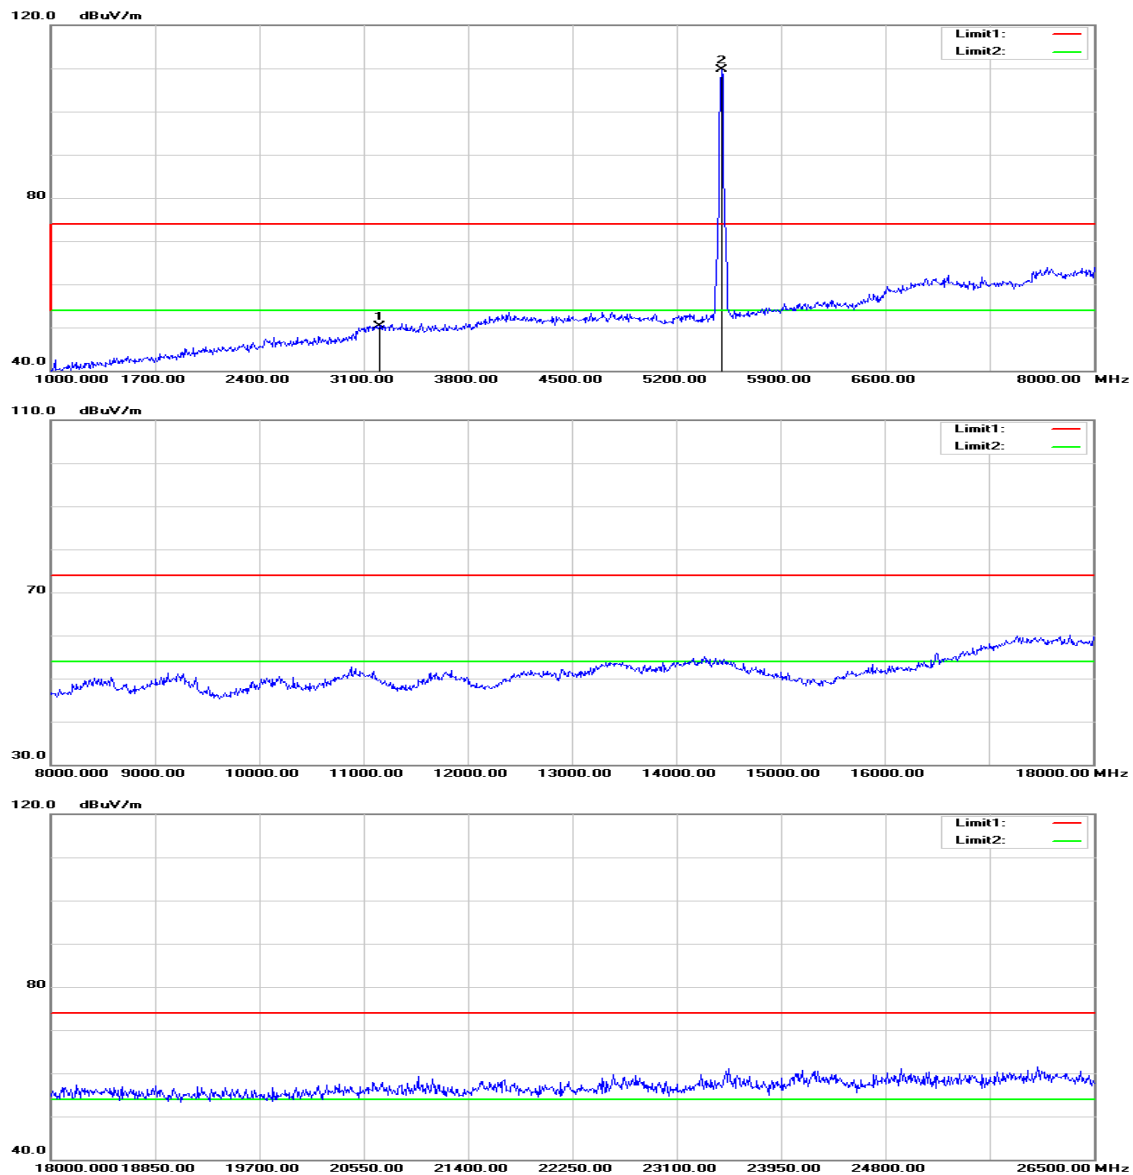 120.0 dBuV/m
Limit1:
Limit2:
2
80
1
40.0
1000.000 1700.00 2400.00 3100.00 3800.00 4500.00 5200.00 5900.00 6600.00 8000.00 MHz
110.0 dBuV/m
Limit1:
Limit2:
70
30.0
8000.000 9000.00 10000.00 11000.00 12000.00 13000.00 14000.00 15000.00 16000.00 18000.00 MHz
120.0 dBuV/m
Limit1:
Limit2:
80
40.0
18000.000 18850.00 19700.00 20550.00 21400.00 22250.00 23100.00 23950.00 24800.00 26500.00 MHz